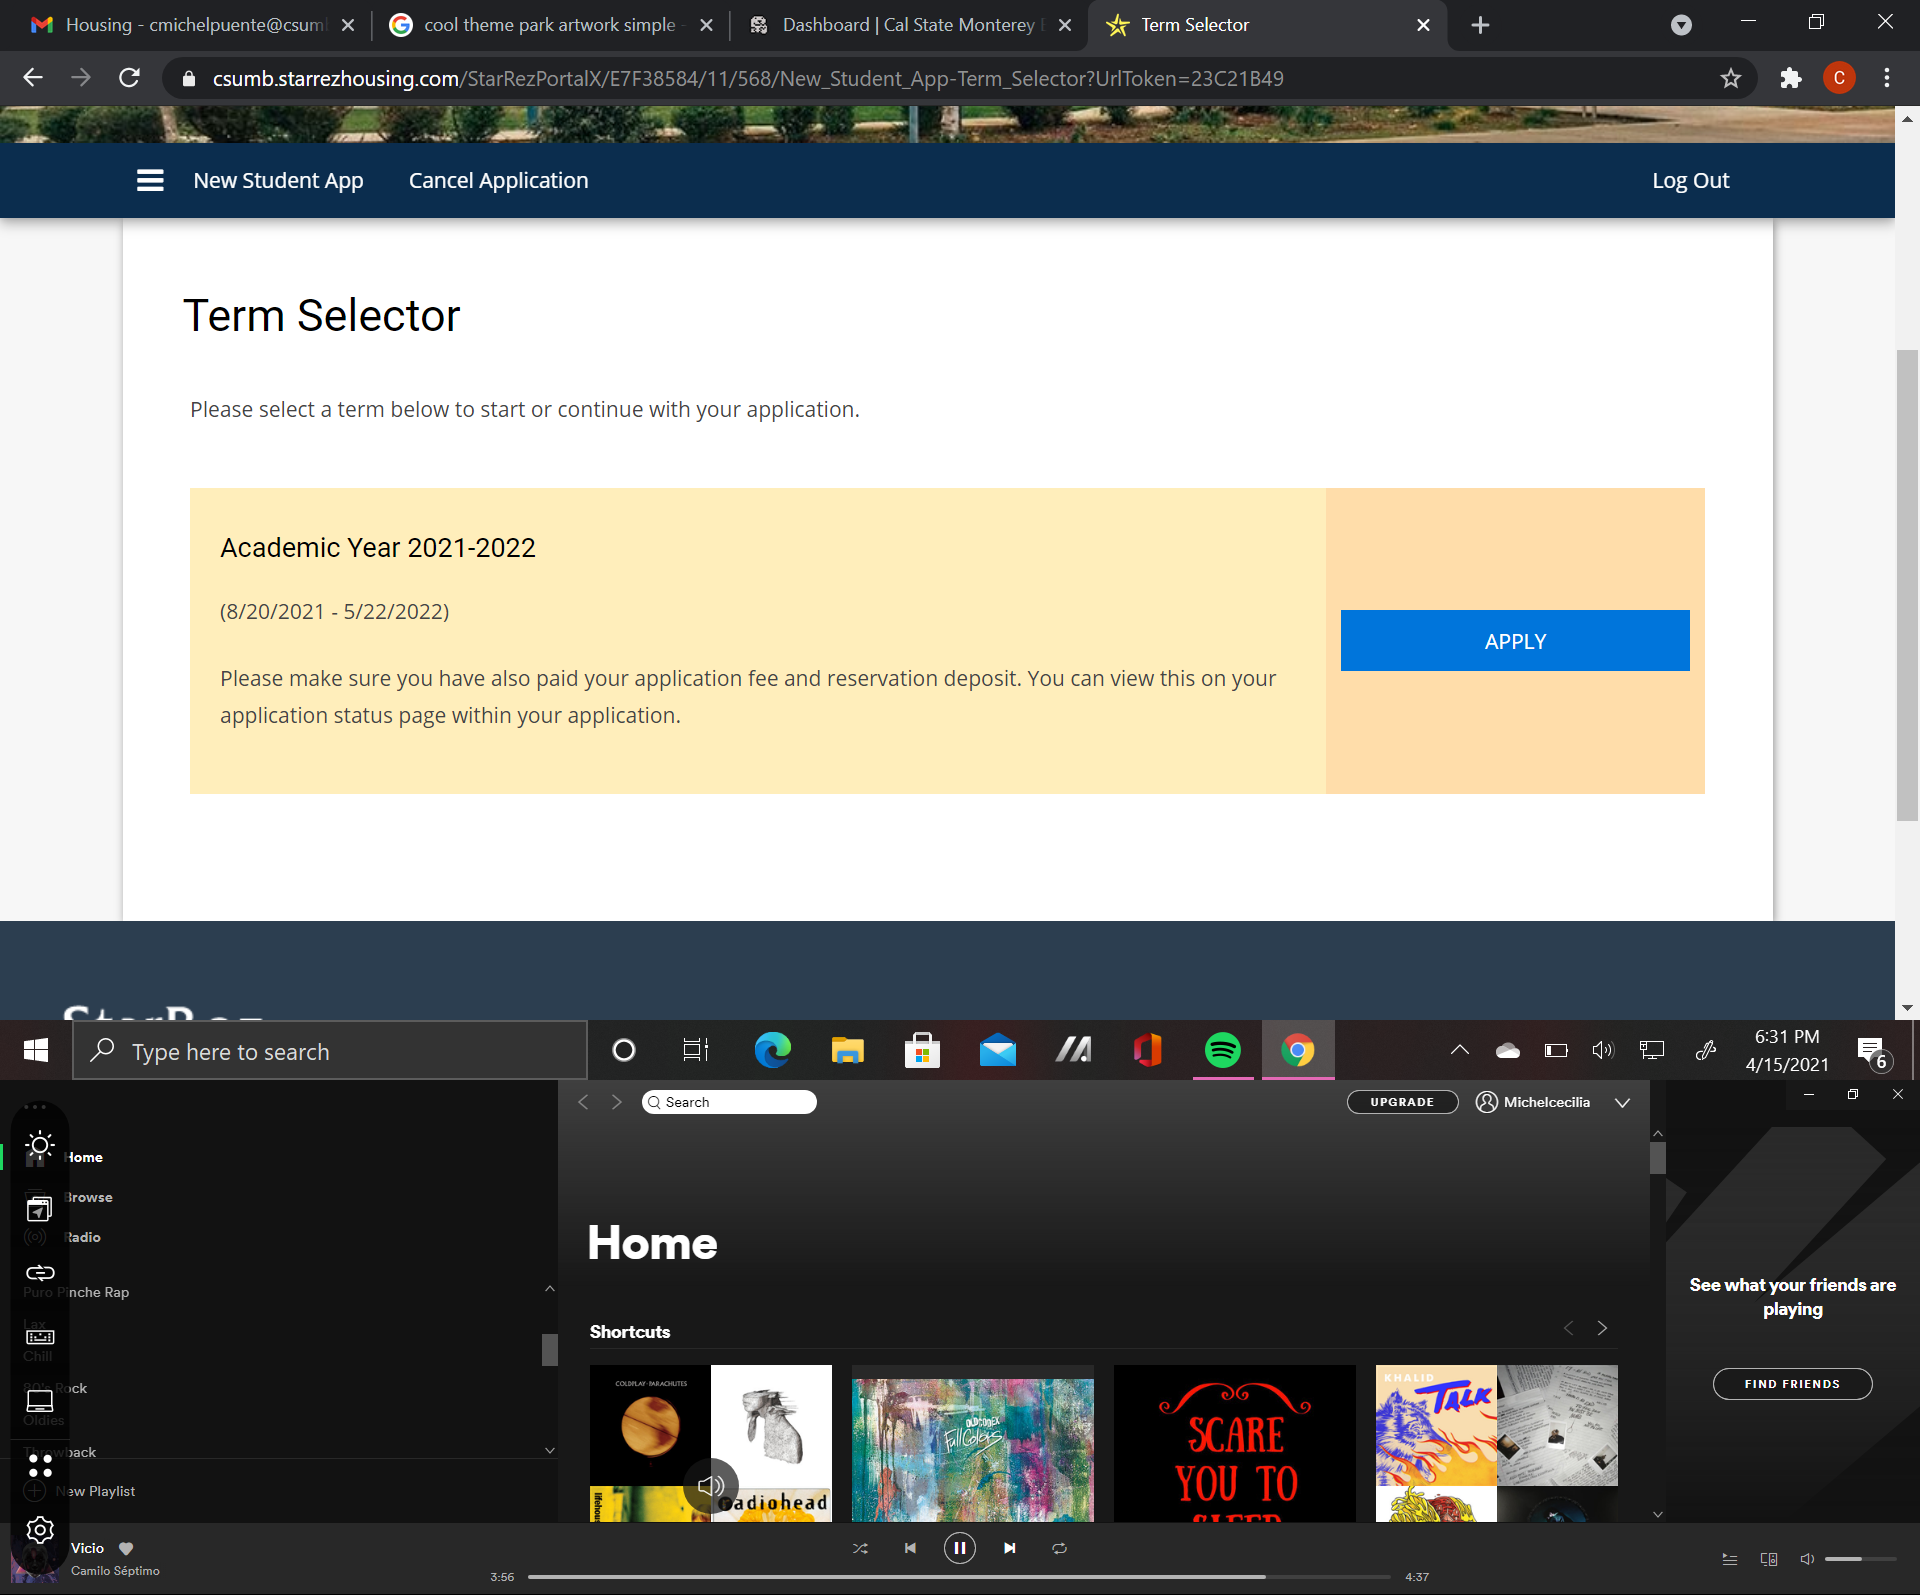 Housing - cmichelpuente@csuml
cool theme park artwork simple -
Dashboard | Cal State Monterey
Term Selector
csumb.starrezhousing.com/StarRezPortalX/E7F38584/11/568/New_Student_App-Term_Selector?UrlToken=23C21B49
C
New Student App
Cancel Application
Log Out
Term Selector
Please select a term below to start or continue with your application.
Academic Year 2021-2022
(8/20/2021 - 5/22/2022)
Please make sure you have also paid your application fee and reservation deposit. You can view this on your
application status page within your application.
APPLY
StarRez
Type here to search
6:31 PM
4/15/2021
6
Search
UPGRADE
Michelcecilia
Home
Browse
Radio
Puro Pinche Rap
Lax
Chill
80's Rock
Oldies
Throwback
New Playlist
Home
Shortcuts
COLDPLAY · PARACHUTES
radiohead
OLDCODEX
FullColors
SCARE
YOU TO
SLEEP
KHALID
TALK
See what your friends are
playing
FIND FRIENDS
Vicio
Camilo Séptimo
3:56
4:37